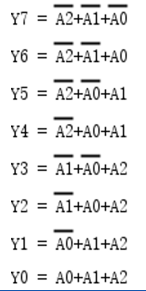 Y7 = A̅2̅+A̅1̅+A̅0̅
Y6 = A̅2̅+A̅1̅+A0
Y5 = A̅2̅+A̅0̅+A1
Y4 = A̅2̅+A0+A1
Y3 = A̅1̅+A̅0̅+A2
Y2 = A̅1̅+A0+A2
Y1 = A̅0̅+A1+A2
Y0 = A0+A1+A2